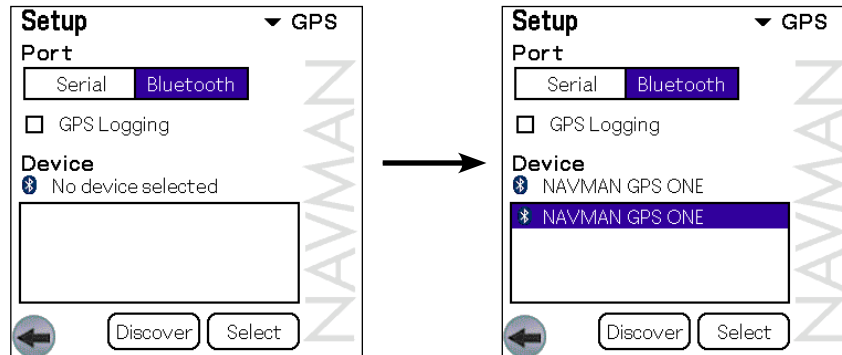 Setup GPS
Port
Serial Bluetooth
GPS Logging
Device
No device selected
Discover Select
NAVMAN
Setup GPS
Port
Serial Bluetooth
GPS Logging
Device
NAVMAN GPS ONE
NAVMAN GPS ONE
Discover Select
NAVMAN